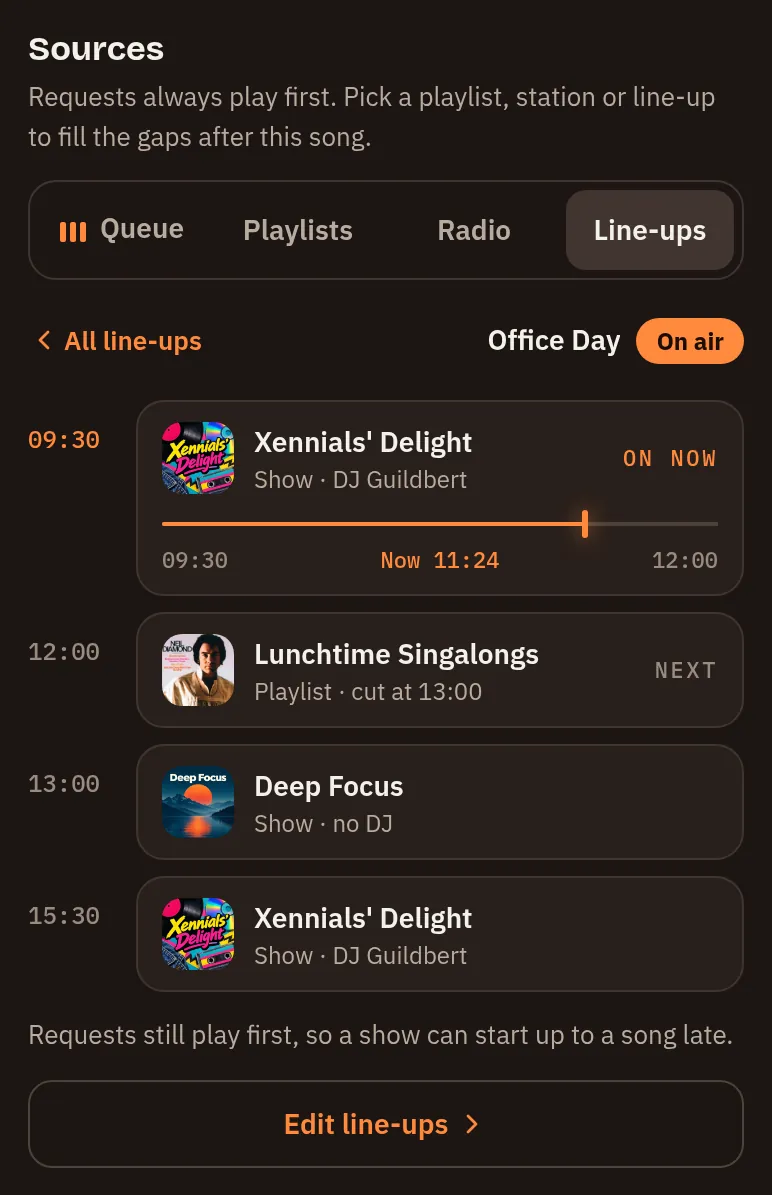 Sources
Requests always play first. Pick a playlist, station or line-up
to fill the gaps after this song.
Queue Playlists Radio Line-ups
All line-ups Office Day On air
09:30
Xennials' Delight
Xennials' Delight
Show · DJ Guildbert
ON NOW
09:30 Now 11:24 12:00
12:00
NEIL DIAMOND
Lunchtime Singalongs
Playlist · cut at 13:00
NEXT
13:00
Deep Focus
Deep Focus
Show · no DJ
15:30
Xennials' Delight
Xennials' Delight
Show · DJ Guildbert
Requests still play first, so a show can start up to a song late.
Edit line-ups